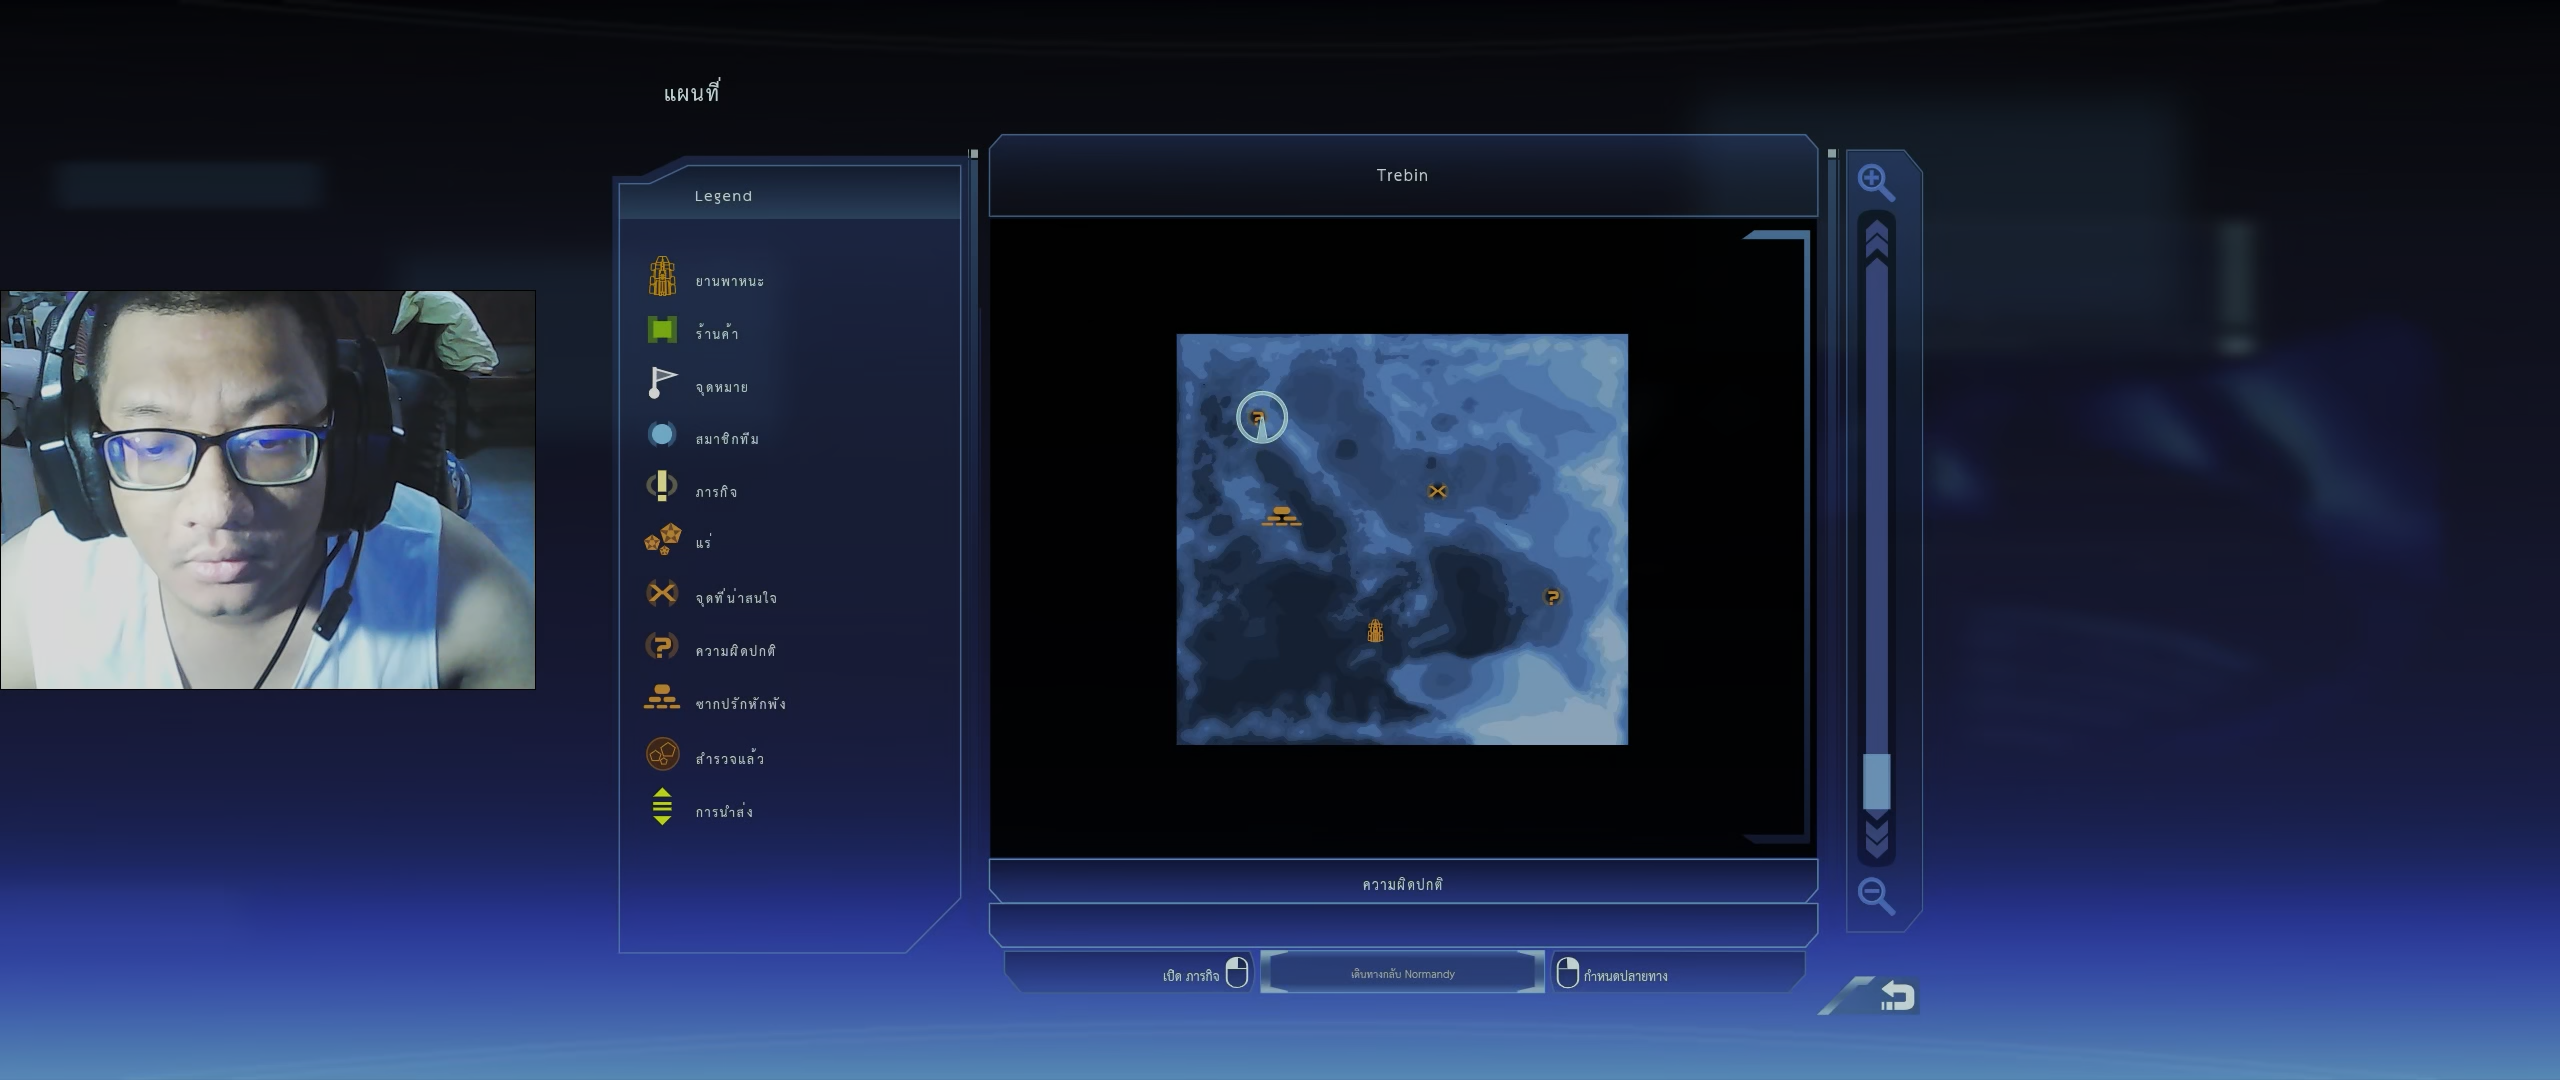 แผนที่
Legend
ยานพาหนะ
ร้านค้า
จุดหมาย
สมาชิกทีม
ภารกิจ
แร่
จุดที่น่าสนใจ
ความผิดปกติ
ซากปรักหักพัง
สำรวจแล้ว
การนำส่ง
Trebin
ความผิดปกติ
เปิด ภารกิจ
เดินทางกลับ Normandy
กำหนดปลายทาง